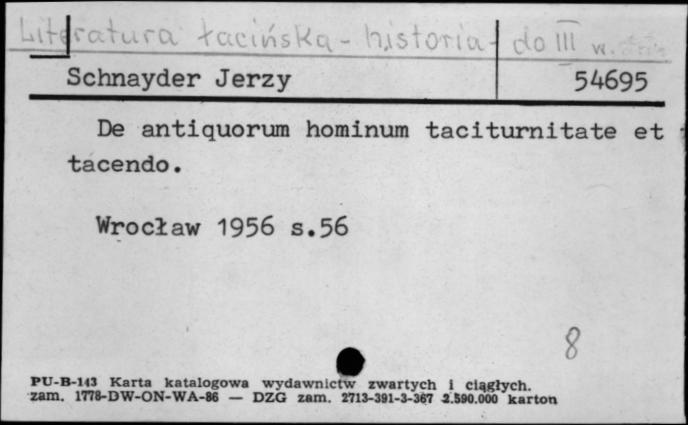 Literatura łacińska - historia - do III w.
Schnayder Jerzy 54695
De antiquorum hominum taciturnitate et
tacendo.
Wrocław 1956 s.56
8
PU-B-143 Karta katalogowa wydawnictw zwartych i ciągłych.
zam. 1778-DW-ON-WA-86 — DZG zam. 2713-391-3-367 2.590.000 karton